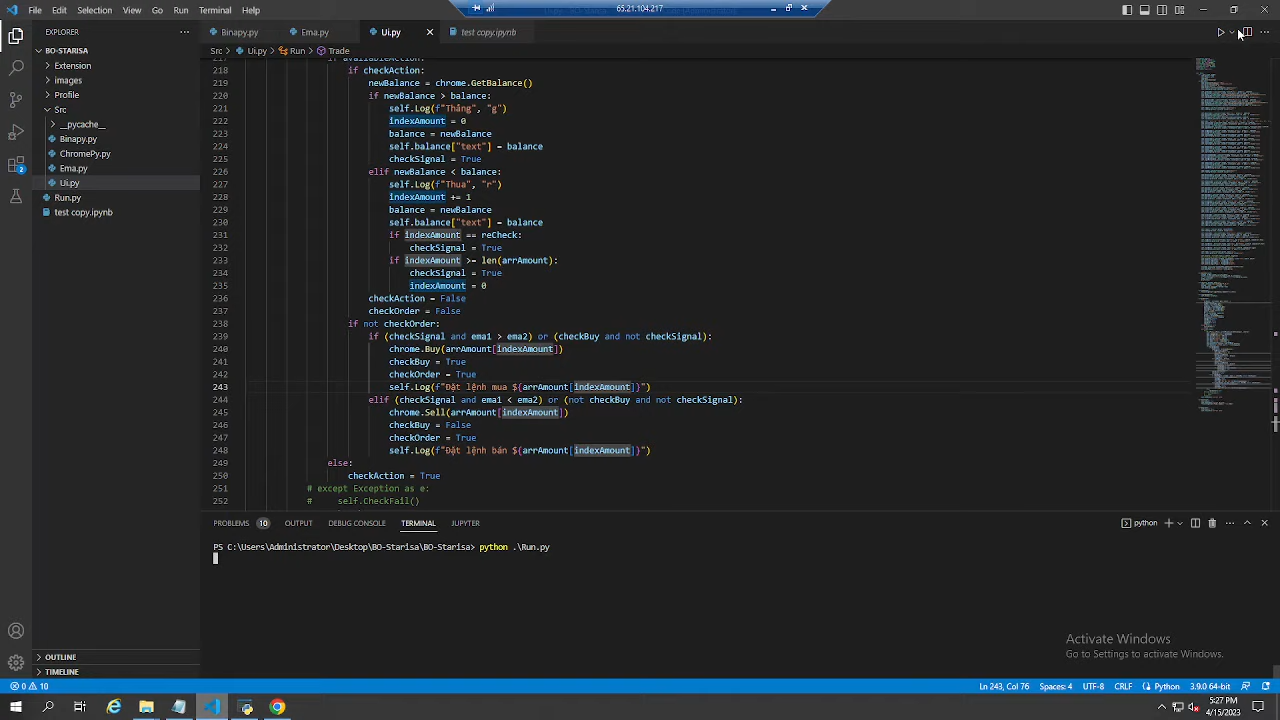 File Edit Selection View Go Run Terminal Help
65.21.104.217
EXPLORER
BO-STARISA
Extension
images
Profile
Src
__pycache__
Binapy.py
ChromePy.py
Ema.py
Ui.py
Run.py
test copy.ipynb
OUTLINE
TIMELINE
2
Binapy.py Ema.py Ui.py test copy.ipynb
Src > Ui.py > Run > Trade
218 if checkAction:
219 newBalance = chrome.GetBalance()
220 if newBalance > balance:
221 self.Log(f"Thắng", "g")
222 indexAmount = 0
223 balance = newBalance
224 self.balance["text"] = balance
225 checkSignal = True
226 elif newBalance < balance:
227 self.Log(f"Thua", "r")
228 indexAmount += 1
229 balance = newBalance
230 self.balance["text"] = balance
231 if indexAmount == reCheck:
232 checkSignal = True
233 if indexAmount >= len(arrAmount):
234 checkSignal = True
235 indexAmount = 0
236 checkAction = False
237 checkOrder = False
238 if not checkOrder:
239 if (checkSignal and ema1 > ema2) or (checkBuy and not checkSignal):
240 chrome.Buy(arrAmount[indexAmount])
241 checkBuy = True
242 checkOrder = True
243 self.Log(f"Đặt lệnh mua ${arrAmount[indexAmount]}")
244 elif (checkSignal and ema1 < ema2) or (not checkBuy and not checkSignal):
245 chrome.Sell(arrAmount[indexAmount])
246 checkBuy = False
247 checkOrder = True
248 self.Log(f"Đặt lệnh bán ${arrAmount[indexAmount]}")
249 else:
250 checkAction = True
251 # except Exception as e:
252 # self.CheckFail()
PROBLEMS 10 OUTPUT DEBUG CONSOLE TERMINAL JUPYTER
python
PS C:\Users\Administrator\Desktop\BO-Starisa> python .\Run.py
Activate Windows
Go to Settings to activate Windows.
0 10
Ln 243, Col 76 Spaces: 4 UTF-8 CRLF Python 3.9.0 64-bit
5:27 PM
4/15/2023